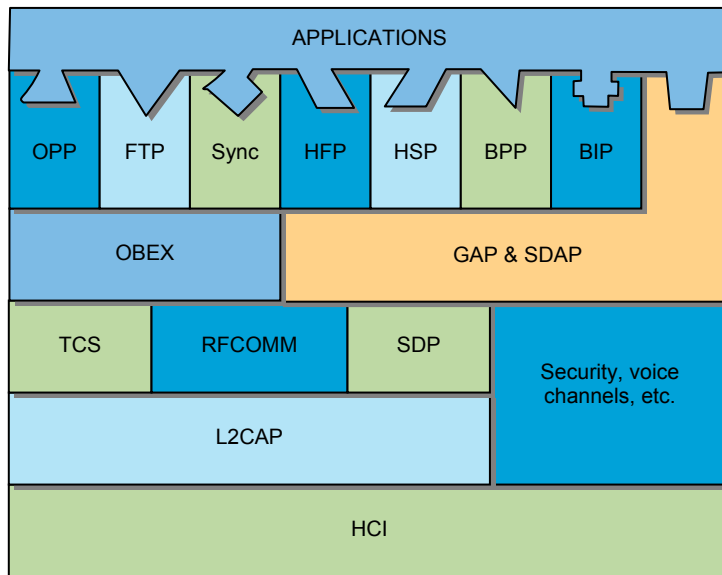 APPLICATIONS
OPP
FTP
Sync
HFP
HSP
BPP
BIP
OBEX
GAP & SDAP
TCS
RFCOMM
SDP
Security, voice
channels, etc.
L2CAP
HCI